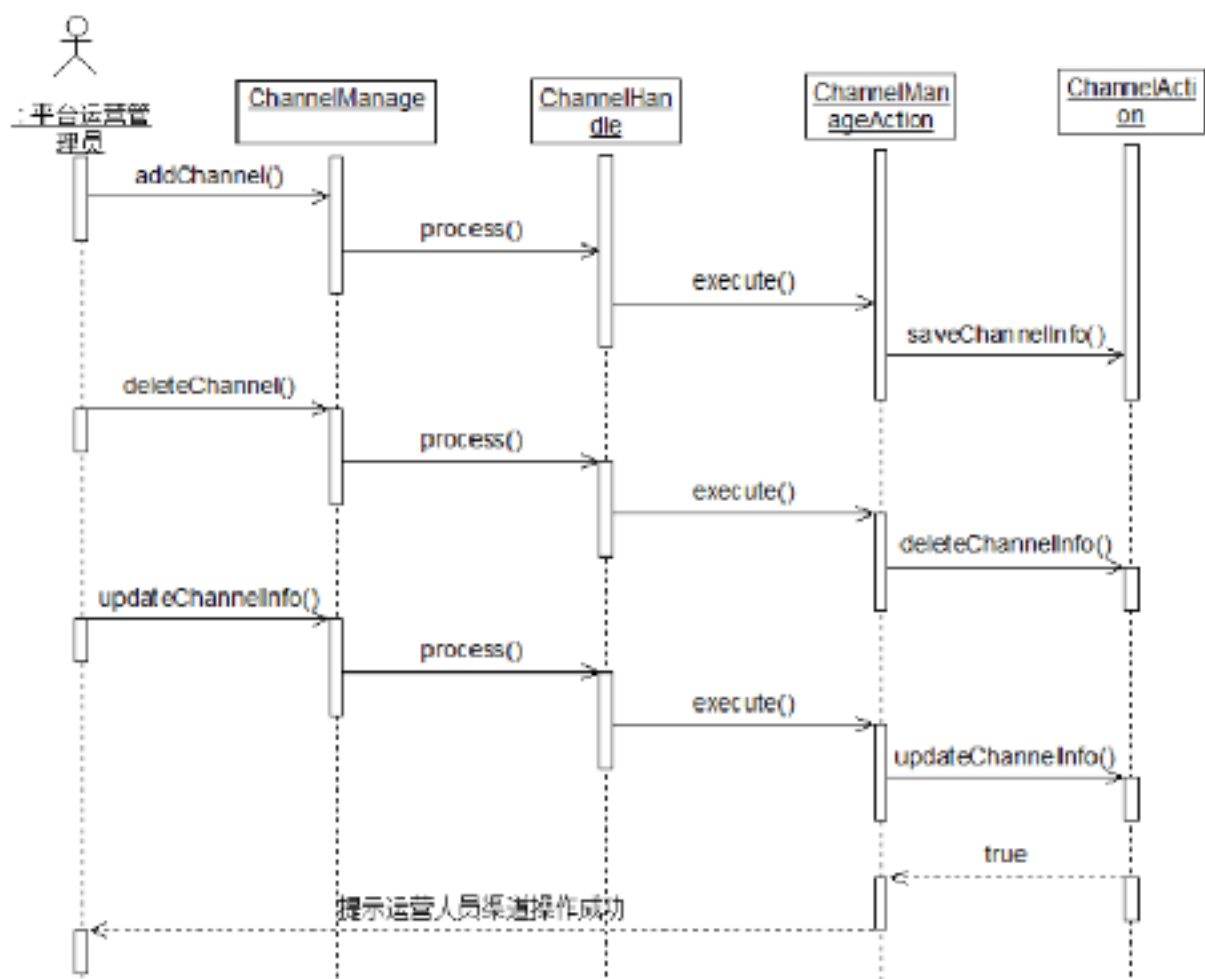 : 平台运营管
理员
ChannelManage
ChannelHan
dle
ChannelMan
ageAction
ChannelActi
on
addChannel()
process()
execute()
saveChannelInfo()
deleteChannel()
process()
execute()
deleteChannelInfo()
updateChannelInfo()
process()
execute()
updateChannelInfo()
true
提示运营人员渠道操作成功